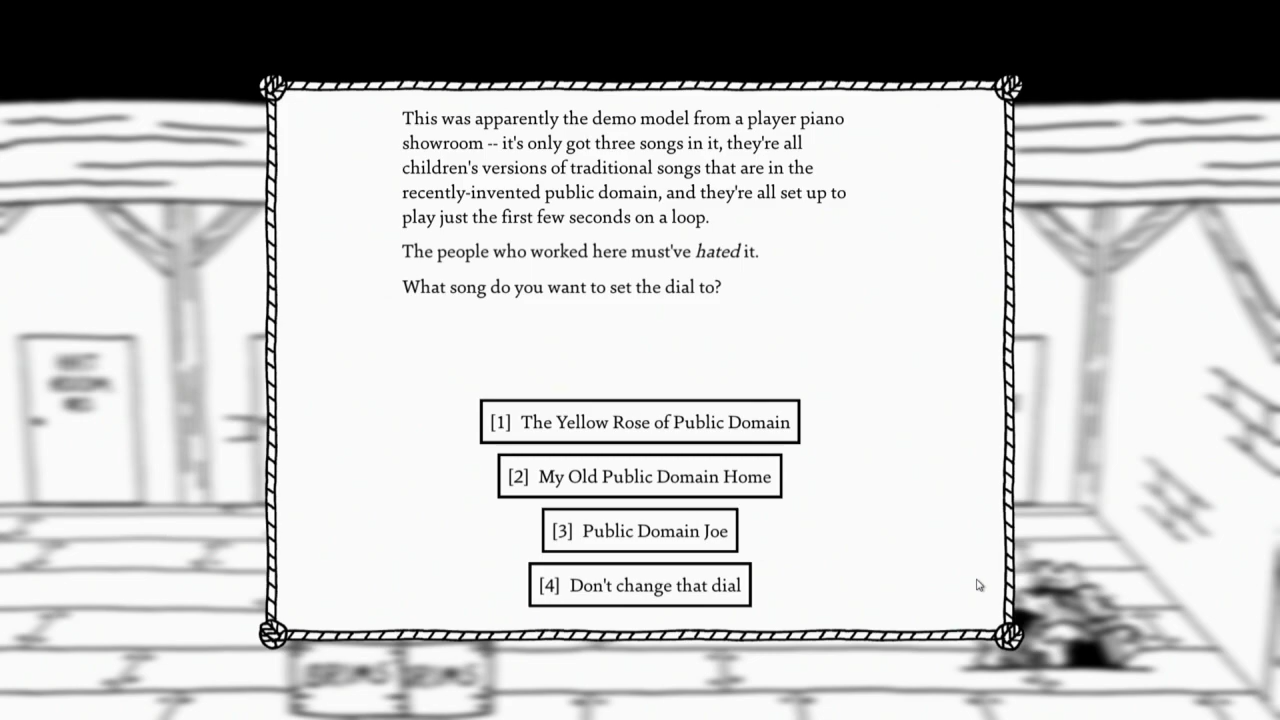 This was apparently the demo model from a player piano
showroom -- it's only got three songs in it, they're all
children's versions of traditional songs that are in the
recently-invented public domain, and they're all set up to
play just the first few seconds on a loop.
The people who worked here must've hated it.
What song do you want to set the dial to?
[1] The Yellow Rose of Public Domain
[2] My Old Public Domain Home
[3] Public Domain Joe
[4] Don't change that dial